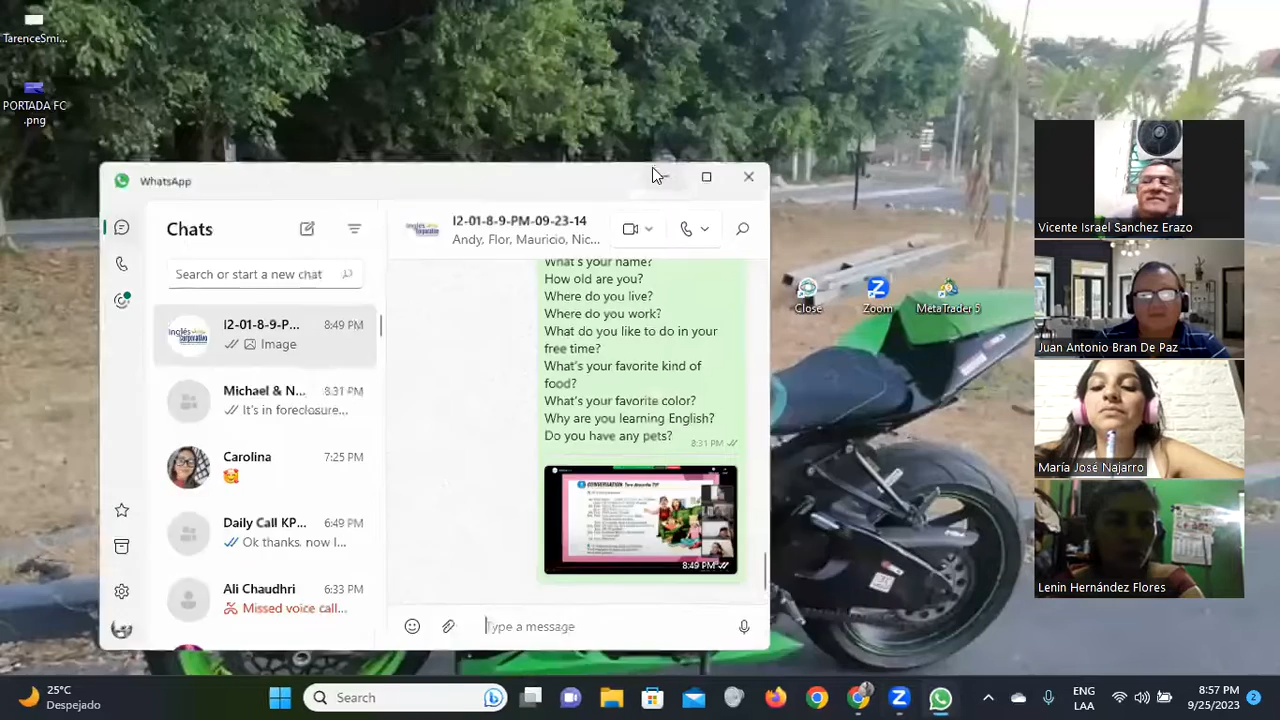 TarenceSmi...
PORTADA FC
.png
WhatsApp
Chats
Search or start a new chat
I2-01-8-9-P...
8:49 PM
Image
Michael & N...
8:31 PM
It's in foreclosure...
Carolina
7:25 PM
Daily Call KP...
6:49 PM
Ok thanks. now I...
Ali Chaudhri
6:33 PM
Missed voice call...
I2-01-8-9-PM-09-23-14
Andy, Flor, Mauricio, Nic...
What's your name?
How old are you?
Where do you live?
Where do you work?
What do you like to do in your
free time?
What's your favorite kind of
food?
What's your favorite color?
Why are you learning English?
Do you have any pets?
8:31 PM
CONVERSATION
8:49 PM
Type a message
Close
Zoom
MetaTrader 5
Vicente Israel Sanchez Erazo
Juan Antonio Bran De Paz
María José Najarro
Lenin Hernández Flores
25°C
Despejado
Search
ENG
LAA
8:57 PM
9/25/2023
2